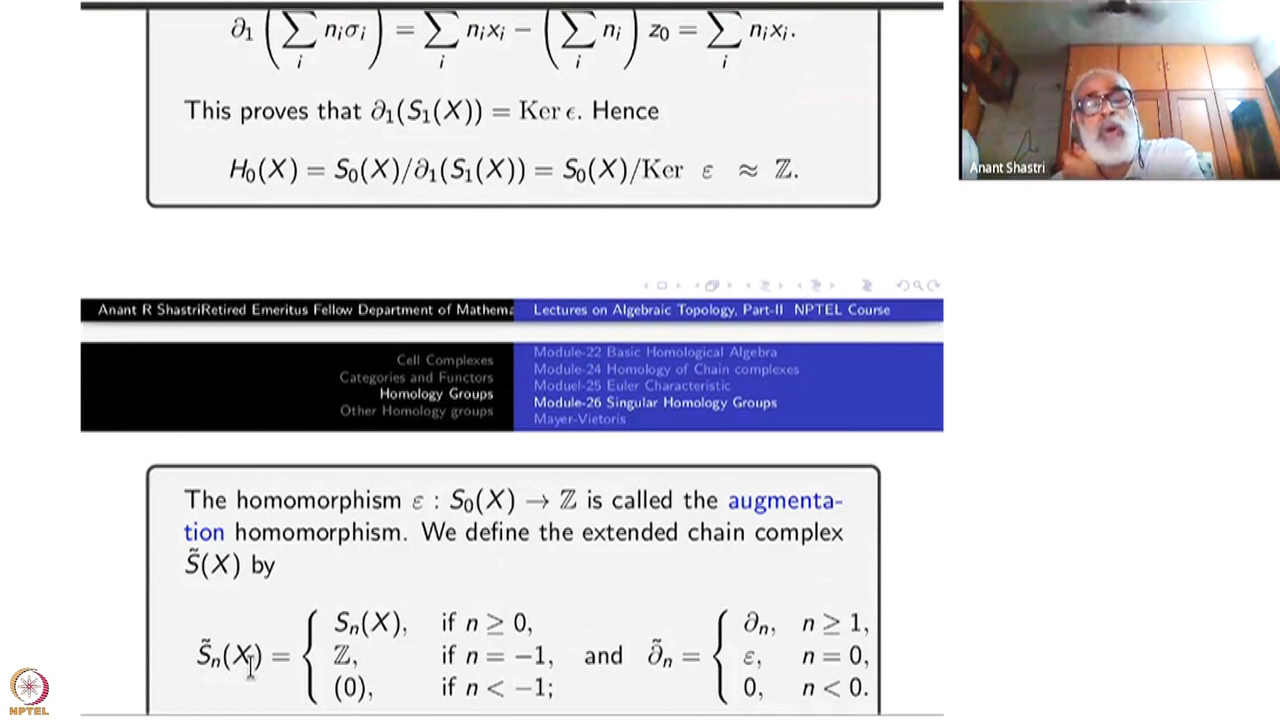 ∂₁ (∑ᵢ nᵢσᵢ) = ∑ᵢ nᵢxᵢ − (∑ᵢ nᵢ) z₀ = ∑ᵢ nᵢxᵢ.
This proves that ∂₁(S₁(X)) = Ker ϵ. Hence
H₀(X) = S₀(X)/∂₁(S₁(X)) = S₀(X)/Ker ε ≈ ℤ.
Anant Shastri
Anant R ShastriRetired Emeritus Fellow Department of Mathema
Lectures on Algebraic Topology, Part-II NPTEL Course
Cell Complexes
Categories and Functors
Homology Groups
Other Homology groups
Module-22 Basic Homological Algebra
Module-24 Homology of Chain complexes
Moduel-25 Euler Characteristic
Module-26 Singular Homology Groups
Mayer-Vietoris
The homomorphism ε : S₀(X) → ℤ is called the augmenta-
tion homomorphism. We define the extended chain complex
S̃(X) by
S̃ₙ(X) = { Sₙ(X), if n ≥ 0, ∂̃ₙ = { ∂ₙ, n ≥ 1,
ℤ, if n = −1, and ε, n = 0,
(0), if n < −1; 0, n < 0.
NPTEL